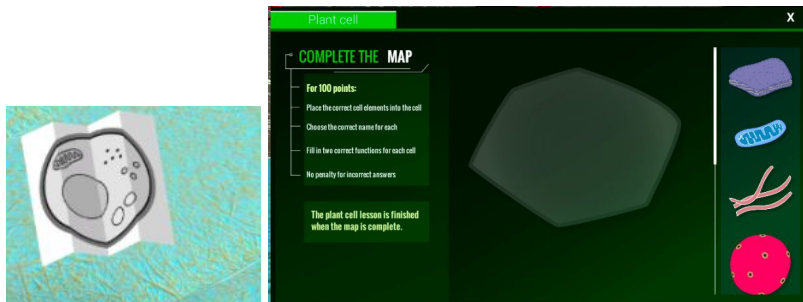 Plant cell
X
COMPLETE THE MAP
For 100 points:
Place the correct cell elements into the cell
Choose the correct name for each
Fill in two correct functions for each cell
No penalty for incorrect answers
The plant cell lesson is finished
when the map is complete.